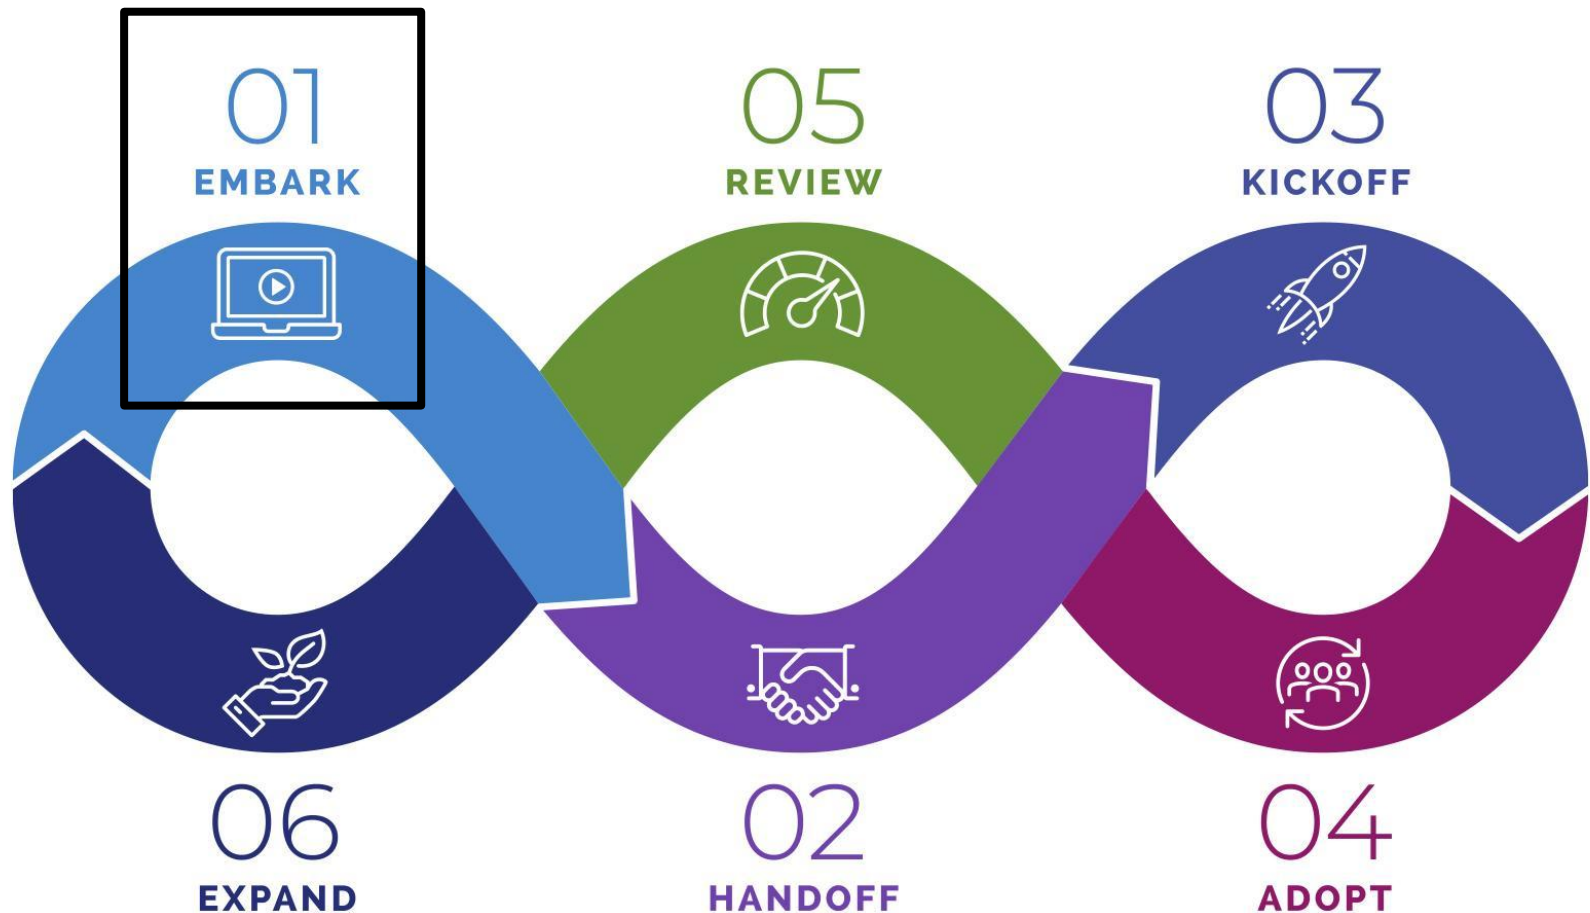 01
EMBARK
05
REVIEW
03
KICKOFF
06
EXPAND
02
HANDOFF
04
ADOPT